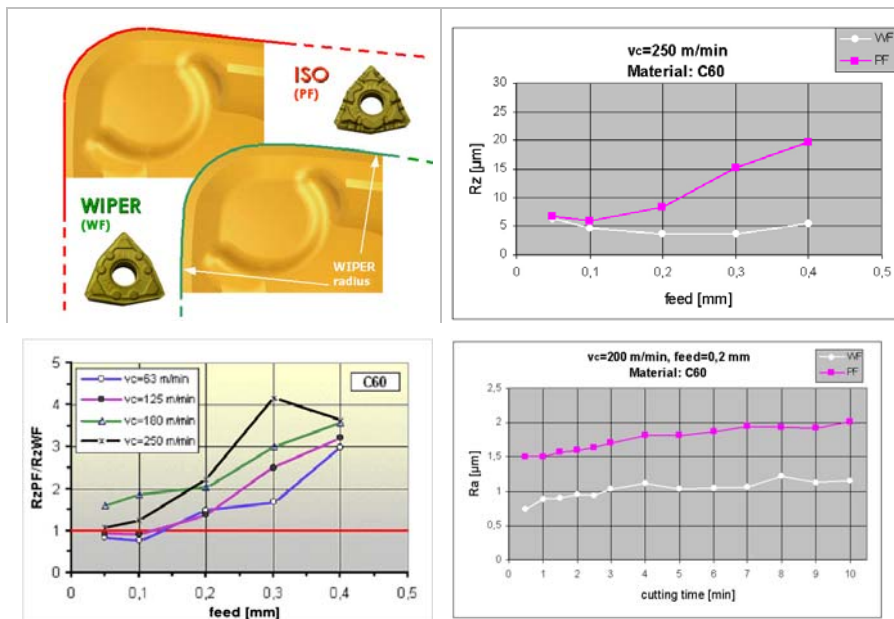 ISO
(PF)
WIPER
(WF)
WIPER
radius
vc=250 m/min
Material: C60
WF
PF
30
25
20
15
10
5
0
Rz [µm]
0
0,1
0,2
0,3
0,4
0,5
feed [mm]
vc=63 m/min
vc=125 m/min
vc=180 m/min
vc=250 m/min
C60
5
4
3
2
1
0
RzPF/RzWF
0
0,1
0,2
0,3
0,4
0,5
feed [mm]
vc=200 m/min, feed=0,2 mm
Material: C60
WF
PF
2,5
2
1,5
1
0,5
0
Ra [µm]
0
1
2
3
4
5
6
7
8
9
10
cutting time [min]